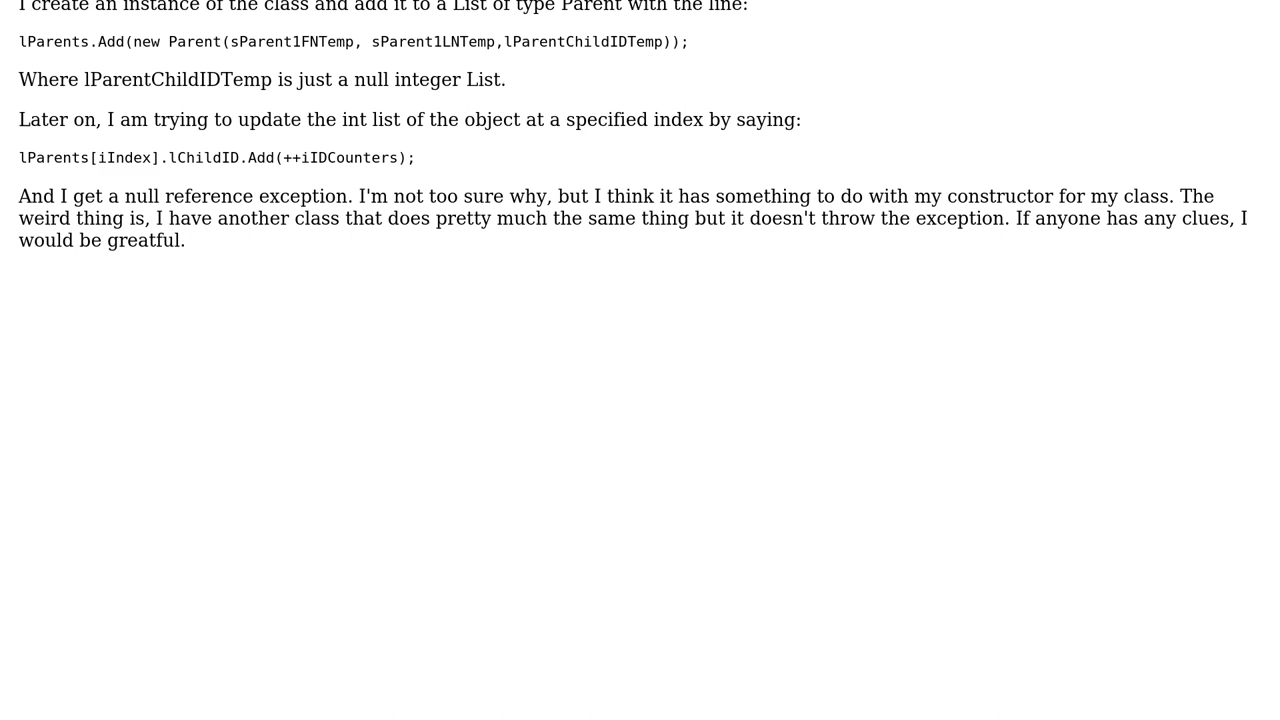 I create an instance of the class and add it to a List of type Parent with the line:
lParents.Add(new Parent(sParent1FNTemp, sParent1LNTemp,lParentChildIDTemp));
Where lParentChildIDTemp is just a null integer List.
Later on, I am trying to update the int list of the object at a specified index by saying:
lParents[iIndex].lChildID.Add(++iIDCounters);
And I get a null reference exception. I'm not too sure why, but I think it has something to do with my constructor for my class. The
weird thing is, I have another class that does pretty much the same thing but it doesn't throw the exception. If anyone has any clues, I
would be greatful.